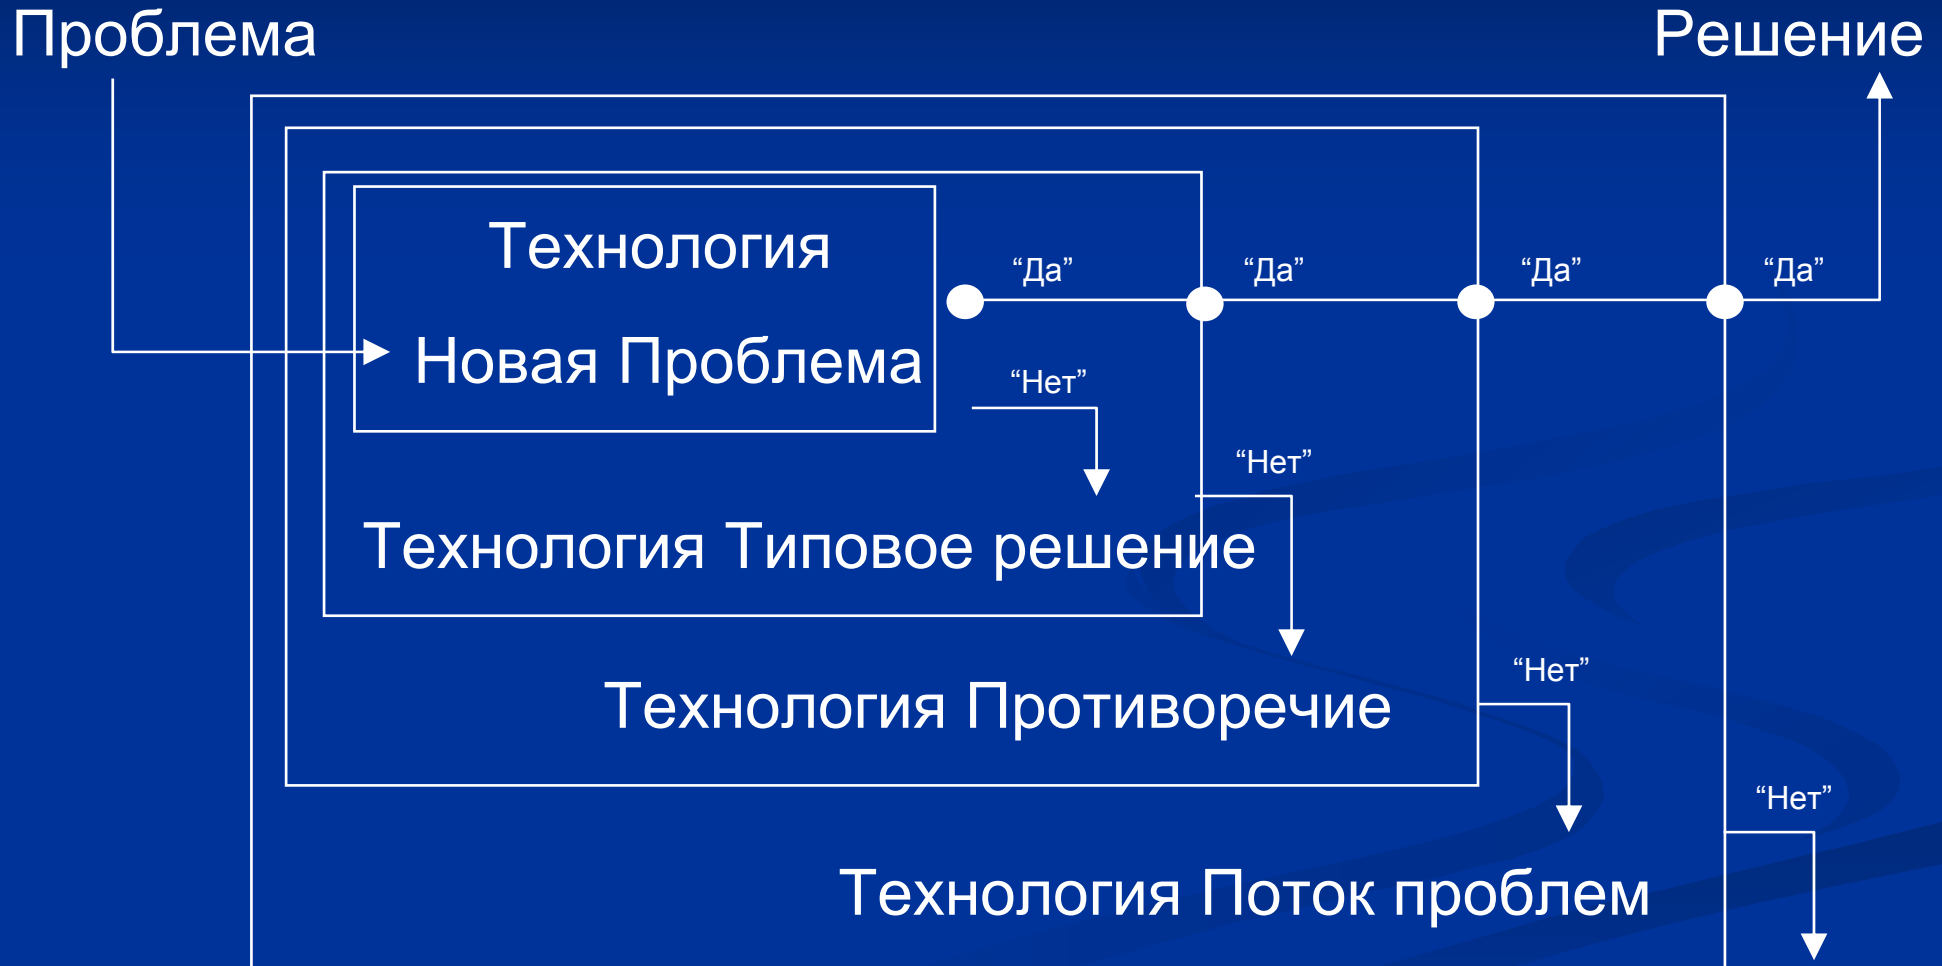 Проблема
Решение
Технология
Новая Проблема
“Да”
“Да”
“Да”
“Да”
“Нет”
“Нет”
Технология Типовое решение
“Нет”
Технология Противоречие
“Нет”
Технология Поток проблем